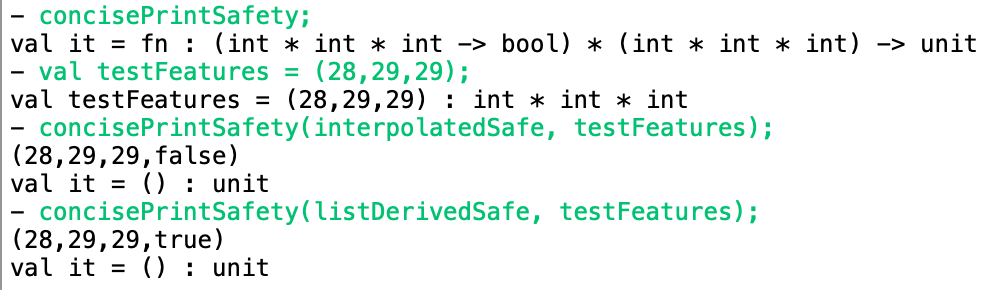 - concisePrintSafety;
val it = fn : (int * int * int -> bool) * (int * int * int) -> unit
- val testFeatures = (28,29,29);
val testFeatures = (28,29,29) : int * int * int
- concisePrintSafety(interpolatedSafe, testFeatures);
(28,29,29,false)
val it = () : unit
- concisePrintSafety(listDerivedSafe, testFeatures);
(28,29,29,true)
val it = () : unit